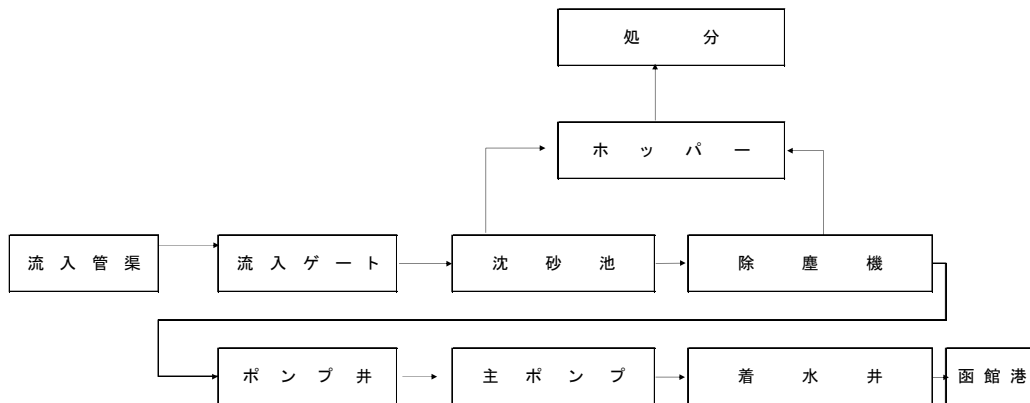 処分
ホッパー
流入管渠
流入ゲート
沈砂池
除塵機
ポンプ井
主ポンプ
着水井
函館港